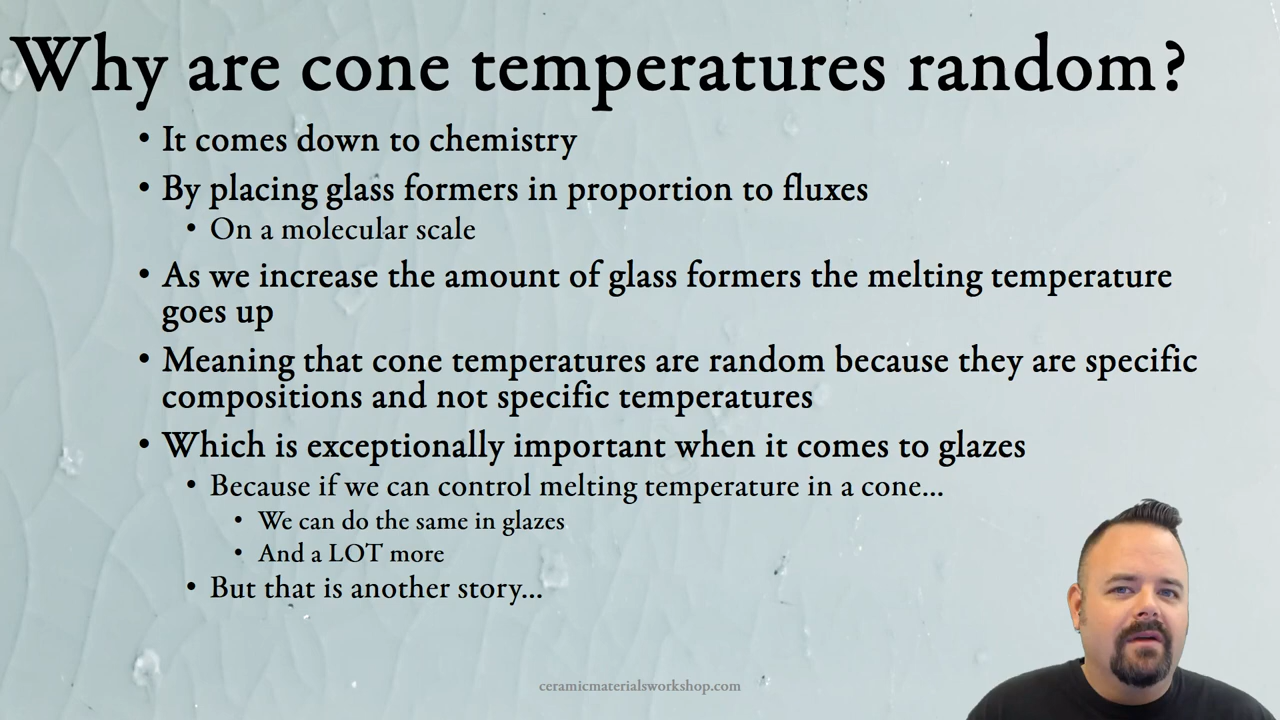 Why are cone temperatures random?
• It comes down to chemistry
• By placing glass formers in proportion to fluxes
• On a molecular scale
• As we increase the amount of glass formers the melting temperature
goes up
• Meaning that cone temperatures are random because they are specific
compositions and not specific temperatures
• Which is exceptionally important when it comes to glazes
• Because if we can control melting temperature in a cone...
• We can do the same in glazes
• And a LOT more
• But that is another story...
ceramicmaterialsworkshop.com